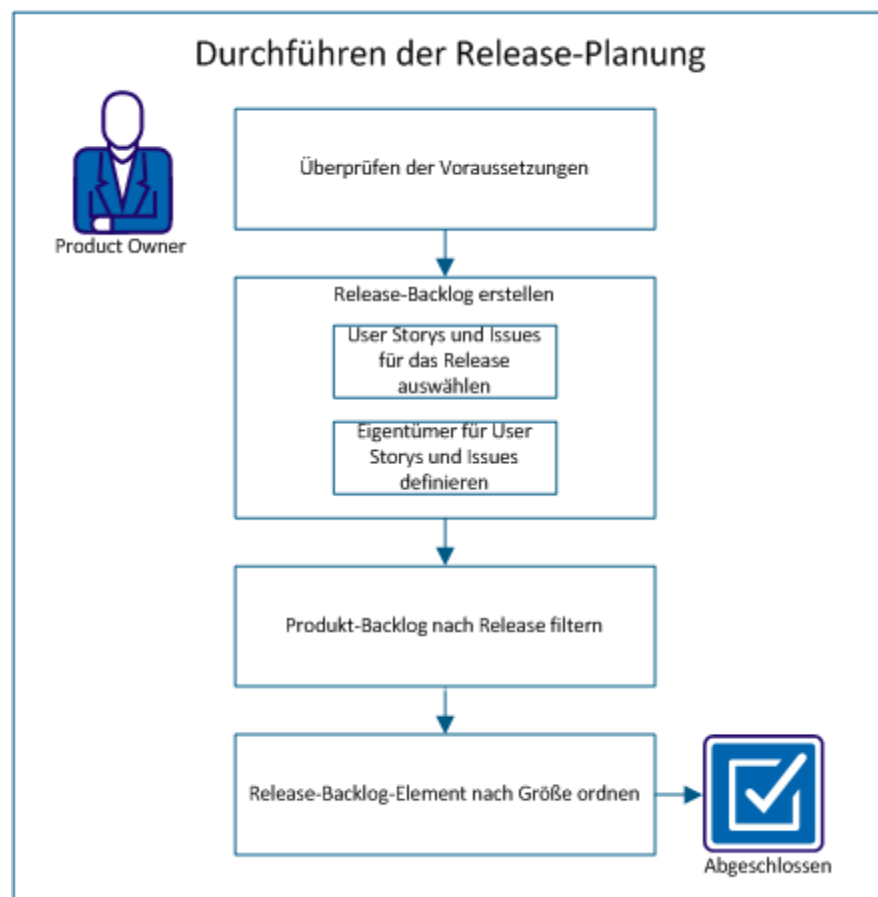 Durchführen der Release-Planung
Product Owner
Überprüfen der Voraussetzungen
Release-Backlog erstellen
User Storys und Issues
für das Release
auswählen
Eigentümer für User
Storys und Issues
definieren
Produkt-Backlog nach Release filtern
Release-Backlog-Element nach Größe ordnen
Abgeschlossen